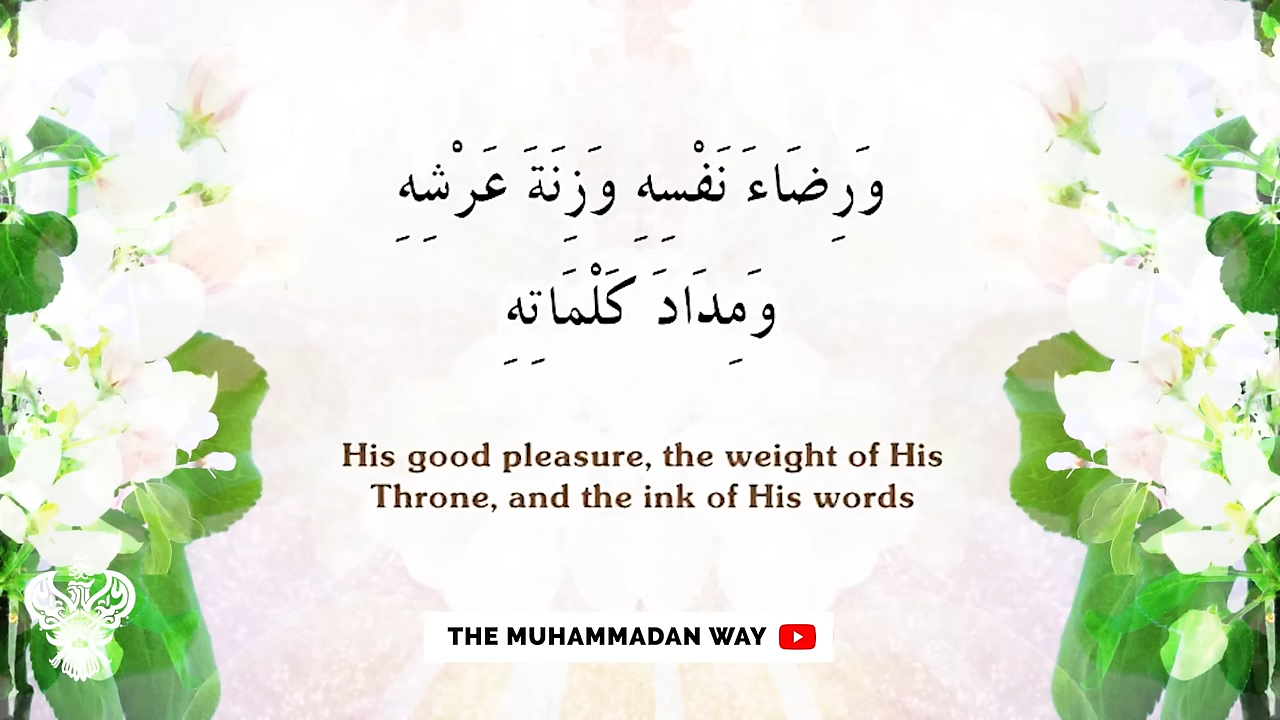 وَرِضَاءَ نَفْسِهِ وَزِنَةَ عَرْشِهِ
وَمِدَادَ كَلْمَاتِهِ
His good pleasure, the weight of His
Throne, and the ink of His words
THE MUHAMMADAN WAY